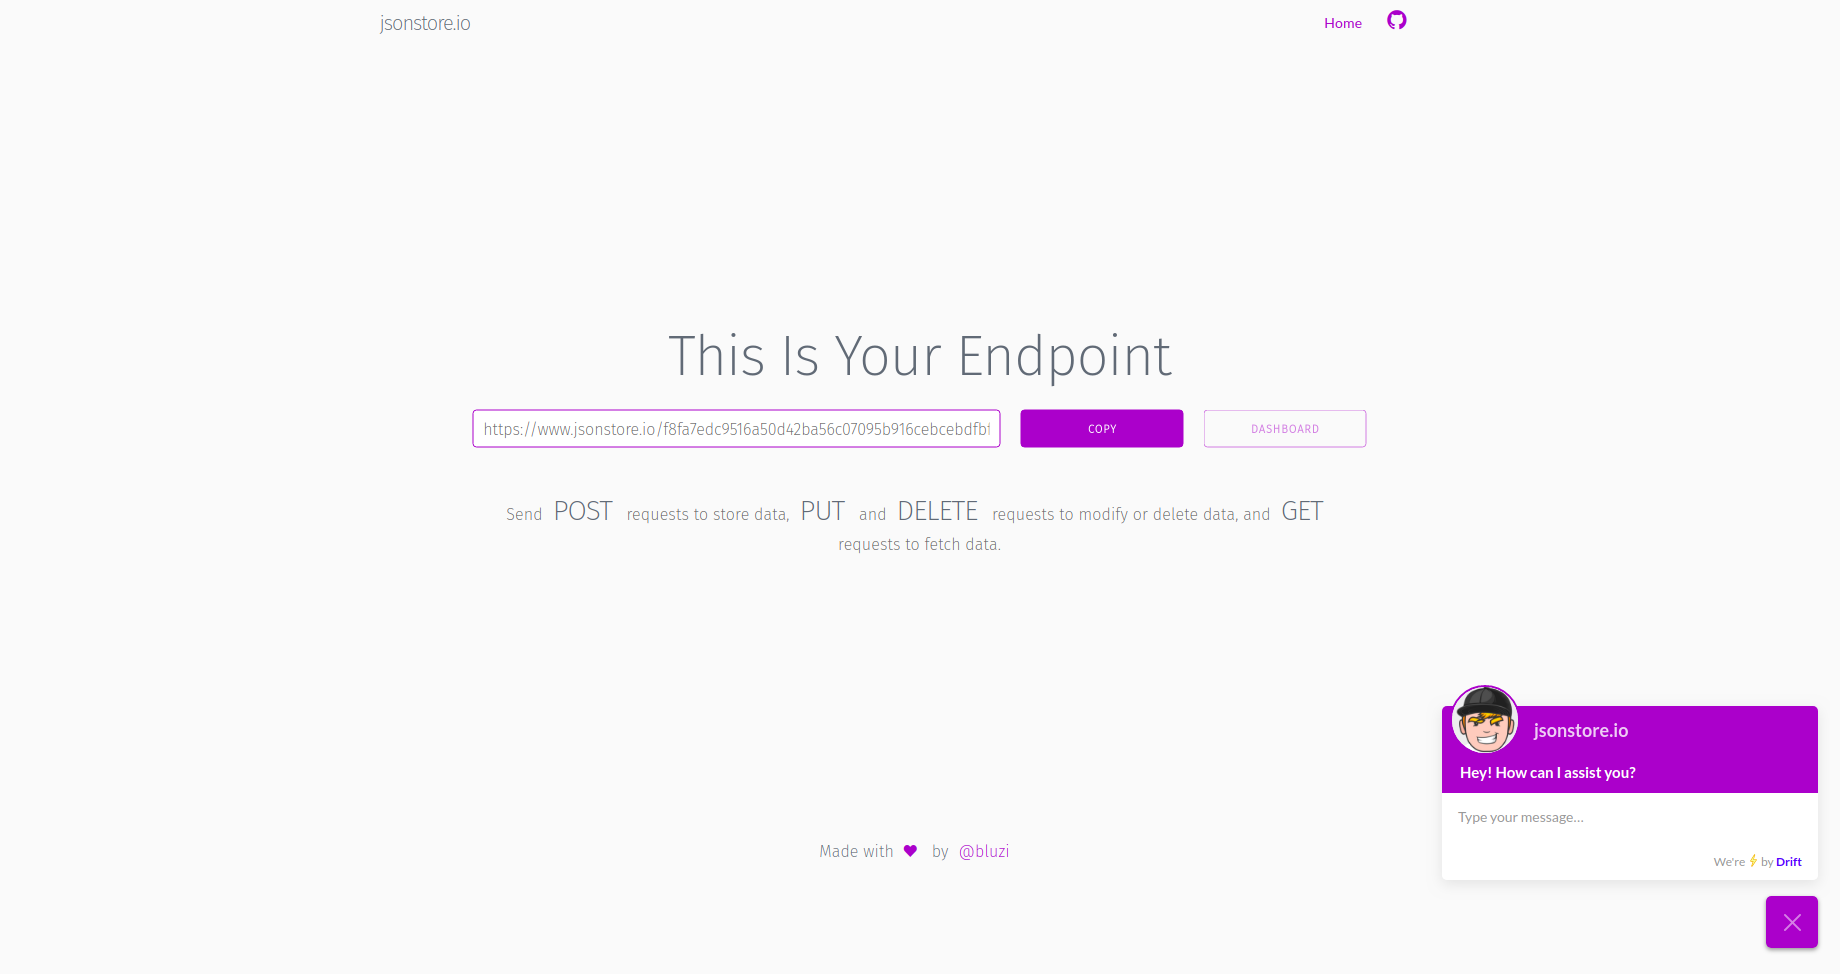 jsonstore.io
Home
This Is Your Endpoint
https://www.jsonstore.io/f8fa7edc9516a50d42ba56c07095b916cebcebdfbf
COPY
DASHBOARD
Send POST requests to store data, PUT and DELETE requests to modify or delete data, and GET
requests to fetch data.
jsonstore.io
Hey! How can I assist you?
Type your message...
We're ⚡ by Drift
Made with ♥ by @bluzi